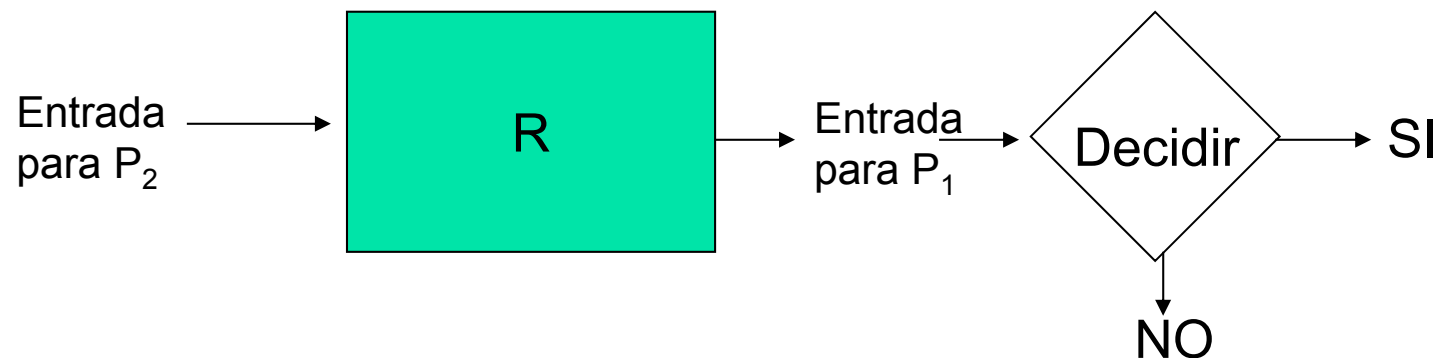 Entrada
para P₂
R
Entrada
para P₁
Decidir
SI
NO